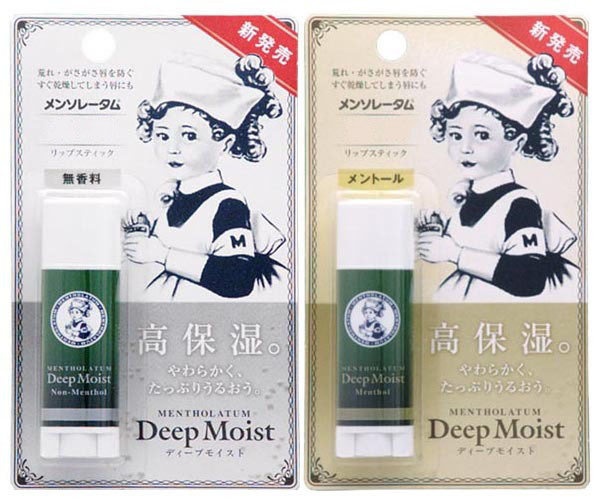 新発売
荒れ・がさがさ唇を防ぐ
すぐ乾燥してしまう唇にも
メンソレータム
リップスティック
無香料
M
MENTHOLATUM
Deep Moist
Non-Menthol
高保湿。
やわらかく、
たっぷりうるおう。
MENTHOLATUM
Deep Moist
ディープモイスト
新発売
荒れ・がさがさ唇を防ぐ
すぐ乾燥してしまう唇にも
メンソレータム
リップスティック
メントール
M
MENTHOLATUM
Deep Moist
Menthol
高保湿。
やわらかく、
たっぷりうるおう。
MENTHOLATUM
Deep Moist
ディープモイスト